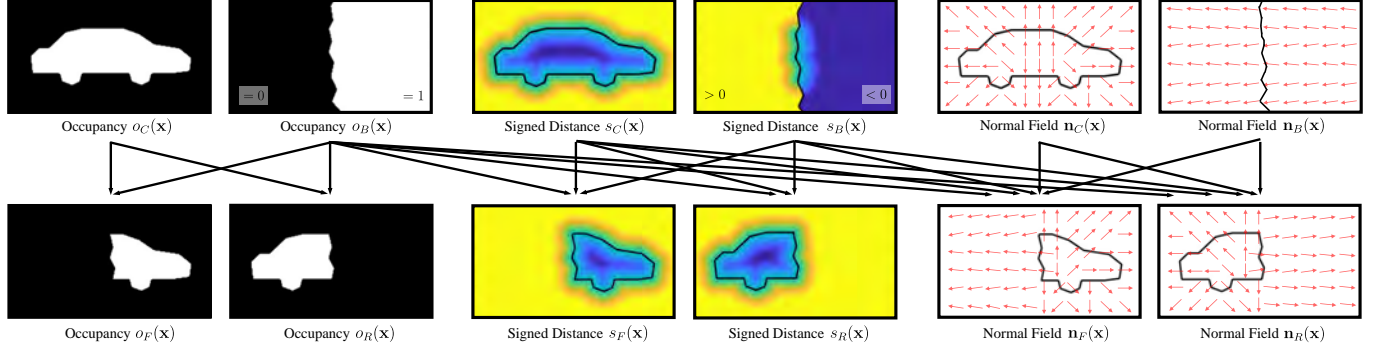 = 0
= 1
> 0
< 0
Occupancy o_C(x)
Occupancy o_B(x)
Signed Distance s_C(x)
Signed Distance s_B(x)
Normal Field n_C(x)
Normal Field n_B(x)
Occupancy o_F(x)
Occupancy o_R(x)
Signed Distance s_F(x)
Signed Distance s_R(x)
Normal Field n_F(x)
Normal Field n_R(x)